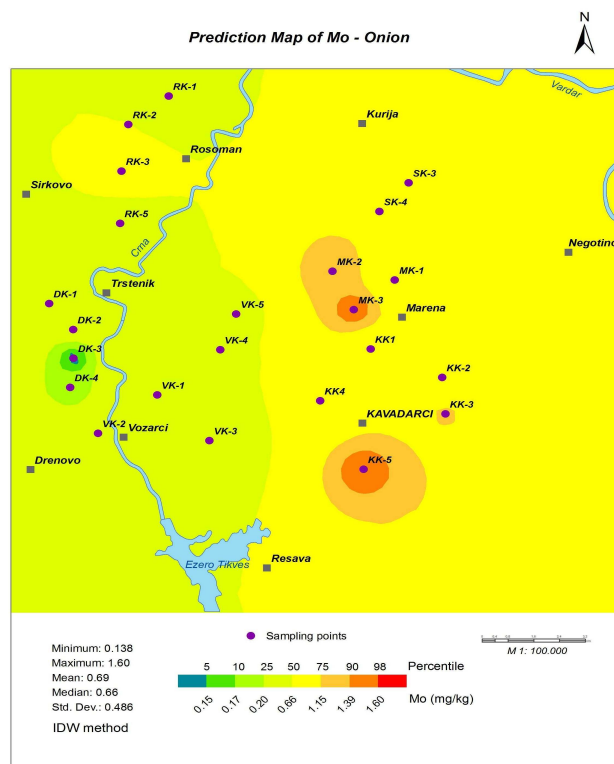 Prediction Map of Mo - Onion
N
RK-1
Vardar
RK-2
Kurija
Rosoman
RK-3
SK-3
Sirkovo
SK-4
RK-5
Crna
Negotino
MK-2
MK-1
Trstenik
DK-1
MK-3
VK-5
Marena
DK-2
DK-3
VK-4
KK1
KK-2
DK-4
VK-1
KK4
KK-3
KAVADARCI
VK-2
Vozarci
VK-3
Drenovo
KK-5
Ezero Tikves
Resava
Sampling points
Minimum: 0.138
Maximum: 1.60
Mean: 0.69
Median: 0.66
Std. Dev.: 0.486
IDW method
5 10 25 50 75 90 98 Percentile
0.15 0.17 0.20 0.66 1.15 1.39 1.60 Mo (mg/kg)
M 1: 100.000